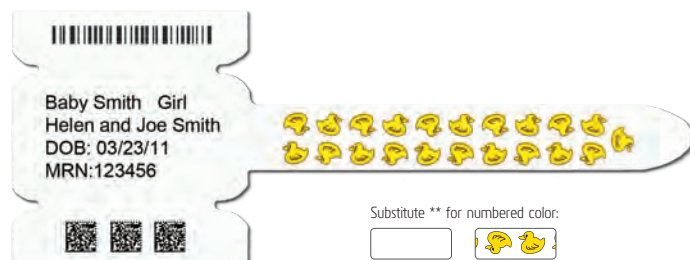 Baby Smith Girl
Helen and Joe Smith
DOB: 03/23/11
MRN:123456
Substitute ** for numbered color: